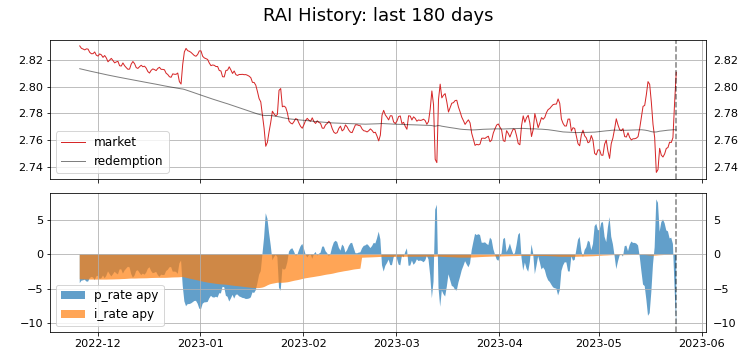 RAI History: last 180 days
2.82 2.82
2.80 2.80
2.78 2.78
2.76 2.76
2.74 2.74
market
redemption
5 5
0 0
−5 −5
−10 −10
p_rate apy
i_rate apy
2022-12 2023-01 2023-02 2023-03 2023-04 2023-05 2023-06